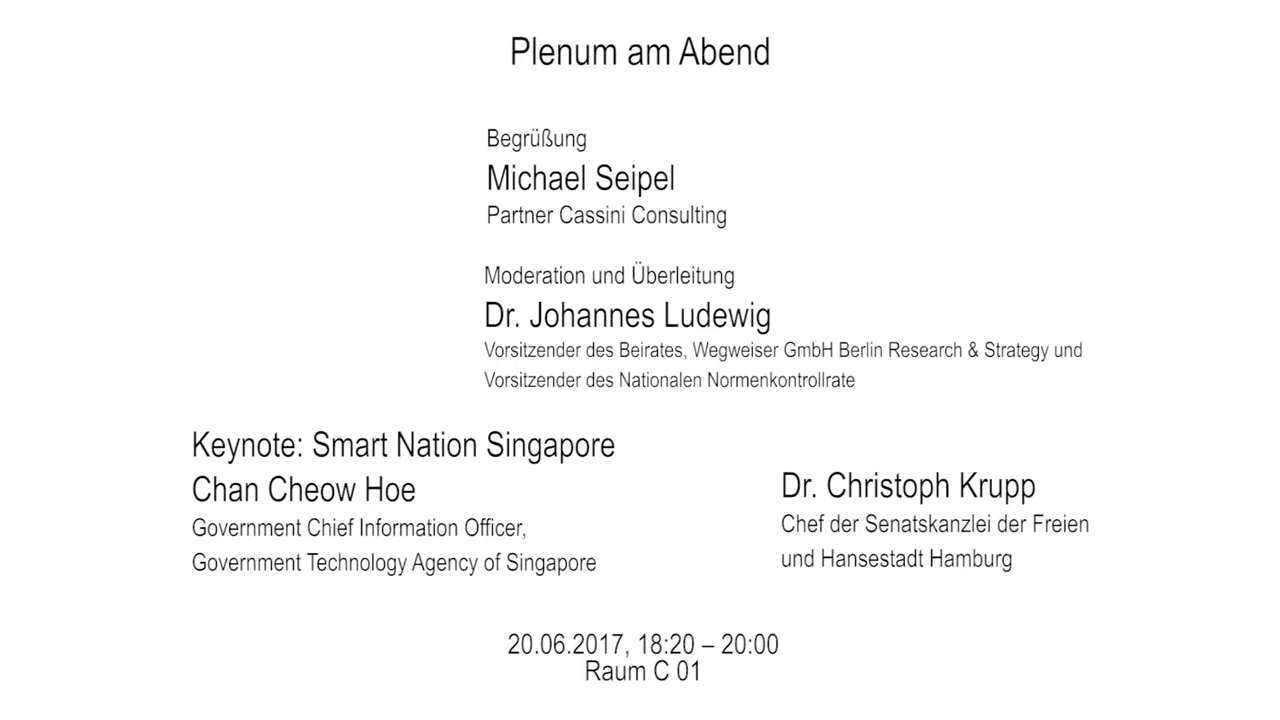 Plenum am Abend
Begrüßung
Michael Seipel
Partner Cassini Consulting
Moderation und Überleitung
Dr. Johannes Ludewig
Vorsitzender des Beirates, Wegweiser GmbH Berlin Research & Strategy und
Vorsitzender des Nationalen Normenkontrollrate
Keynote: Smart Nation Singapore
Chan Cheow Hoe
Government Chief Information Officer,
Government Technology Agency of Singapore
Dr. Christoph Krupp
Chef der Senatskanzlei der Freien
und Hansestadt Hamburg
20.06.2017, 18:20 – 20:00
Raum C 01